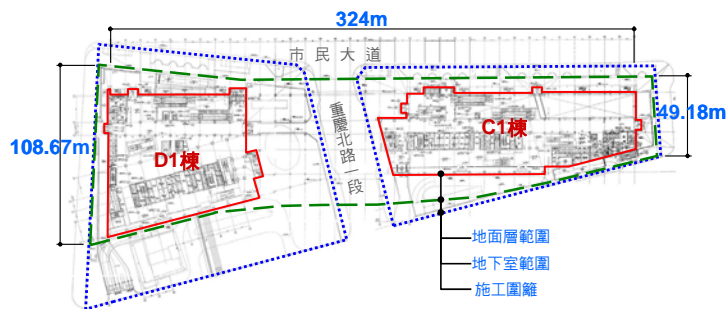 324m
市民大道
49.18m
108.67m
重慶北路一段
C1棟
D1棟
地面層範圍
地下室範圍
施工圍籬